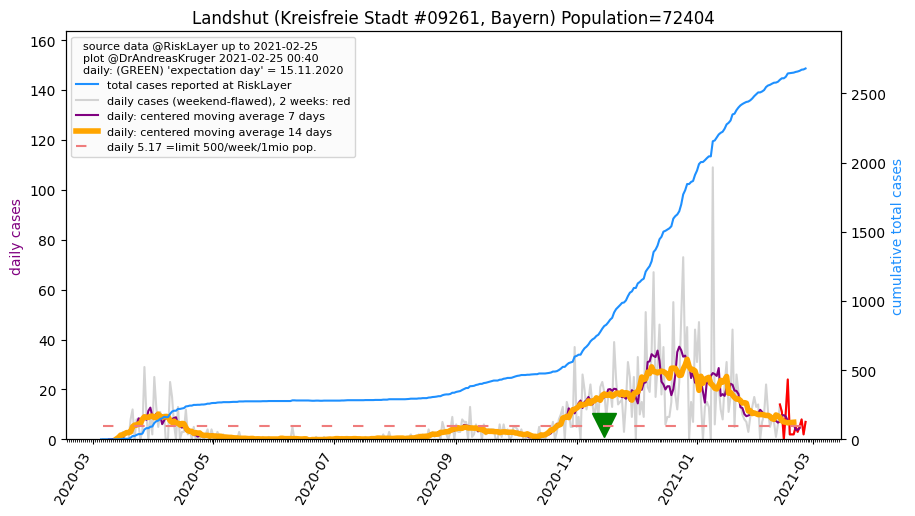 Landshut (Kreisfreie Stadt #09261, Bayern) Population=72404
source data @RiskLayer up to 2021-02-25
plot @DrAndreasKruger 2021-02-25 00:40
daily: (GREEN) 'expectation day' = 15.11.2020
total cases reported at RiskLayer
daily cases (weekend-flawed), 2 weeks: red
daily: centered moving average 7 days
daily: centered moving average 14 days
daily 5.17 =limit 500/week/1mio pop.
daily cases
160
140
120
100
80
60
40
20
0
cumulative total cases
2500
2000
1500
1000
500
0
2020-03
2020-05
2020-07
2020-09
2020-11
2021-01
2021-03